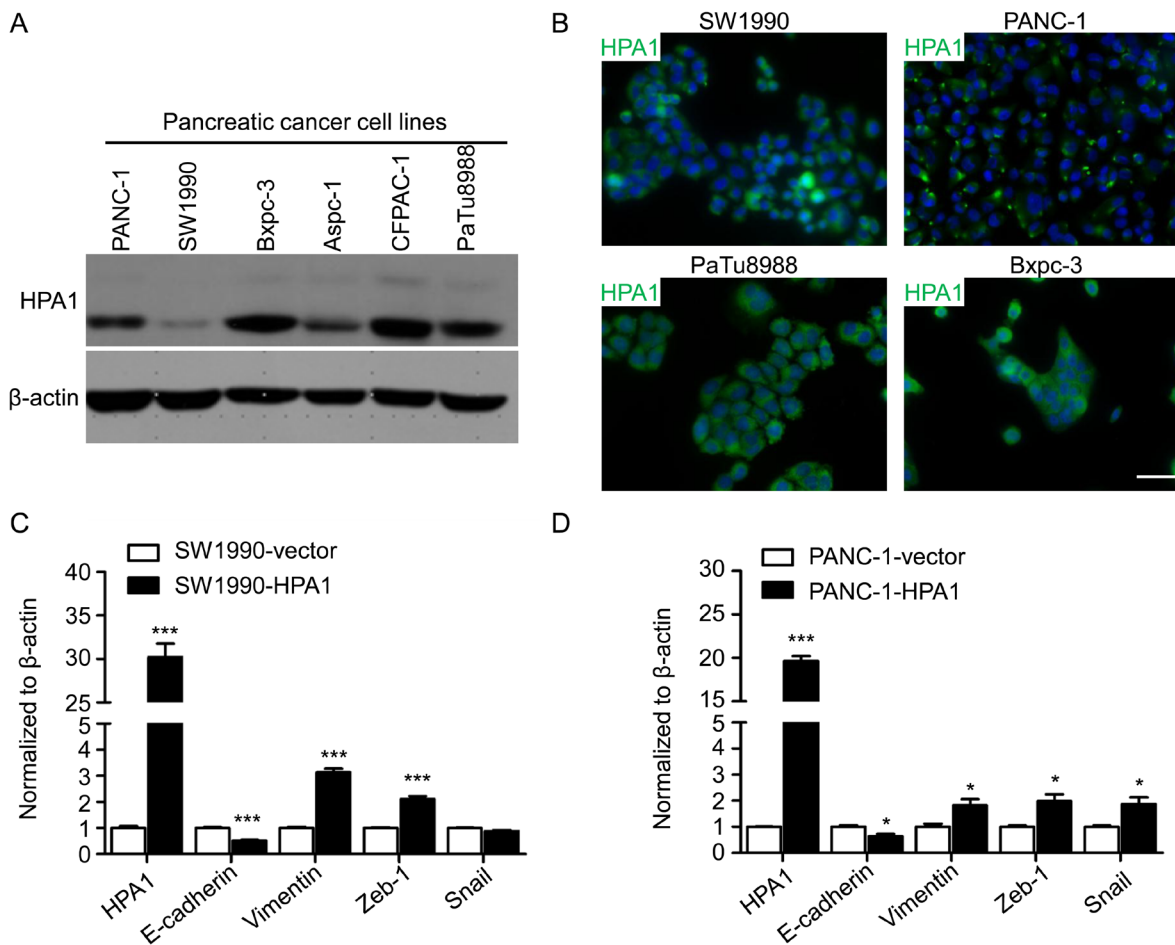 A
Pancreatic cancer cell lines
PANC-1
SW1990
Bxpc-3
Aspc-1
CFPAC-1
PaTu8988
HPA1
β-actin
B
SW1990
HPA1
PANC-1
HPA1
PaTu8988
HPA1
Bxpc-3
HPA1
C
SW1990-vector
SW1990-HPA1
Normalized to β-actin
40
35
30
25
5
4
3
2
1
0
***
***
***
***
HPA1
E-cadherin
Vimentin
Zeb-1
Snail
D
PANC-1-vector
PANC-1-HPA1
Normalized to β-actin
30
25
20
15
5
4
3
2
1
0
***
*
*
*
*
HPA1
E-cadherin
Vimentin
Zeb-1
Snail